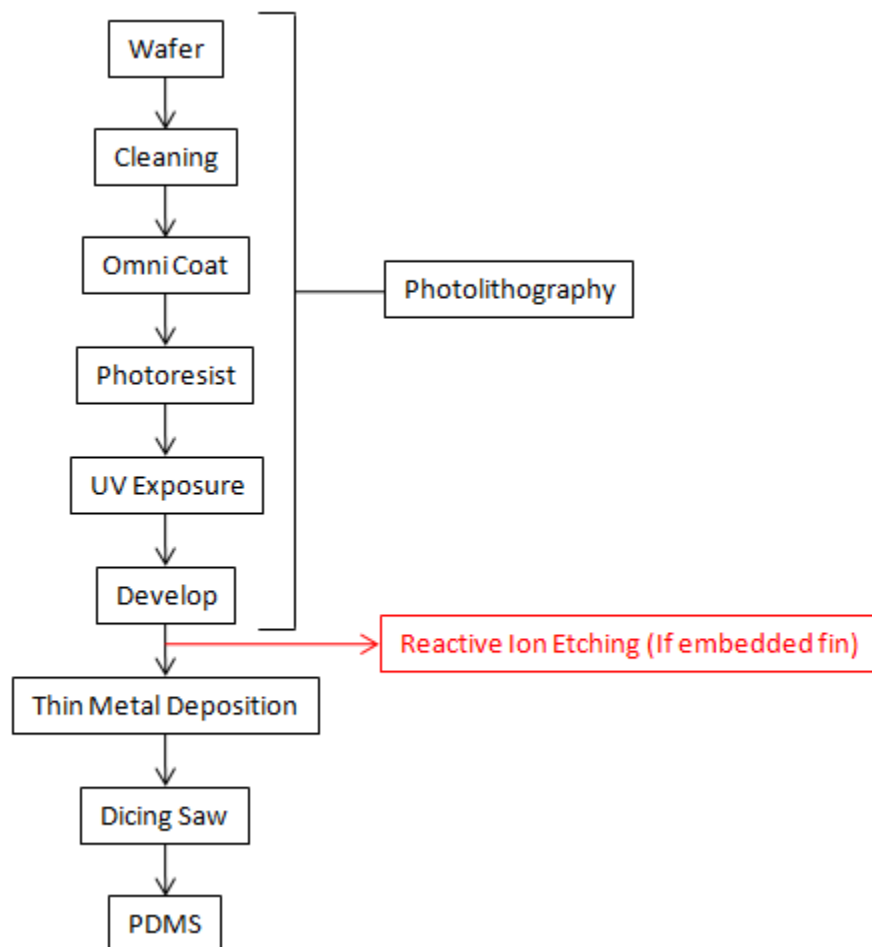 Wafer
Cleaning
Omni Coat
Photolithography
Photoresist
UV Exposure
Develop
Reactive Ion Etching (If embedded fin)
Thin Metal Deposition
Dicing Saw
PDMS